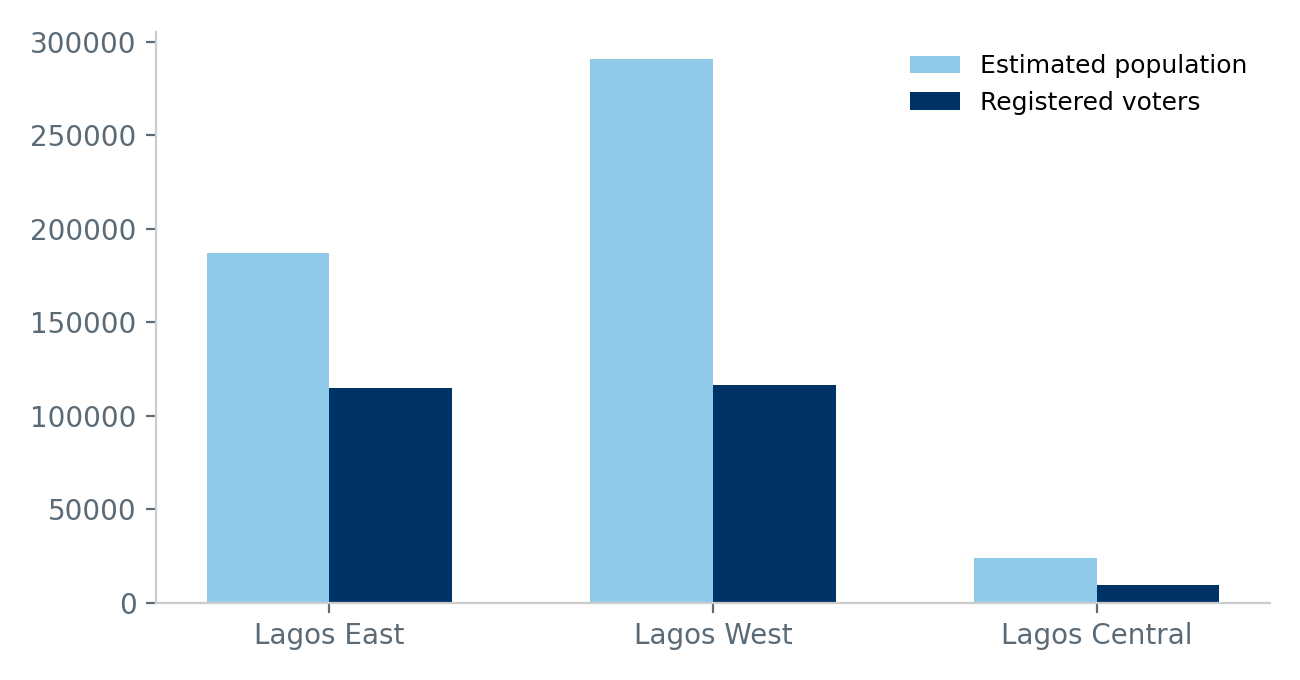 300000
250000
200000
150000
100000
50000
0
Estimated population
Registered voters
Lagos East
Lagos West
Lagos Central